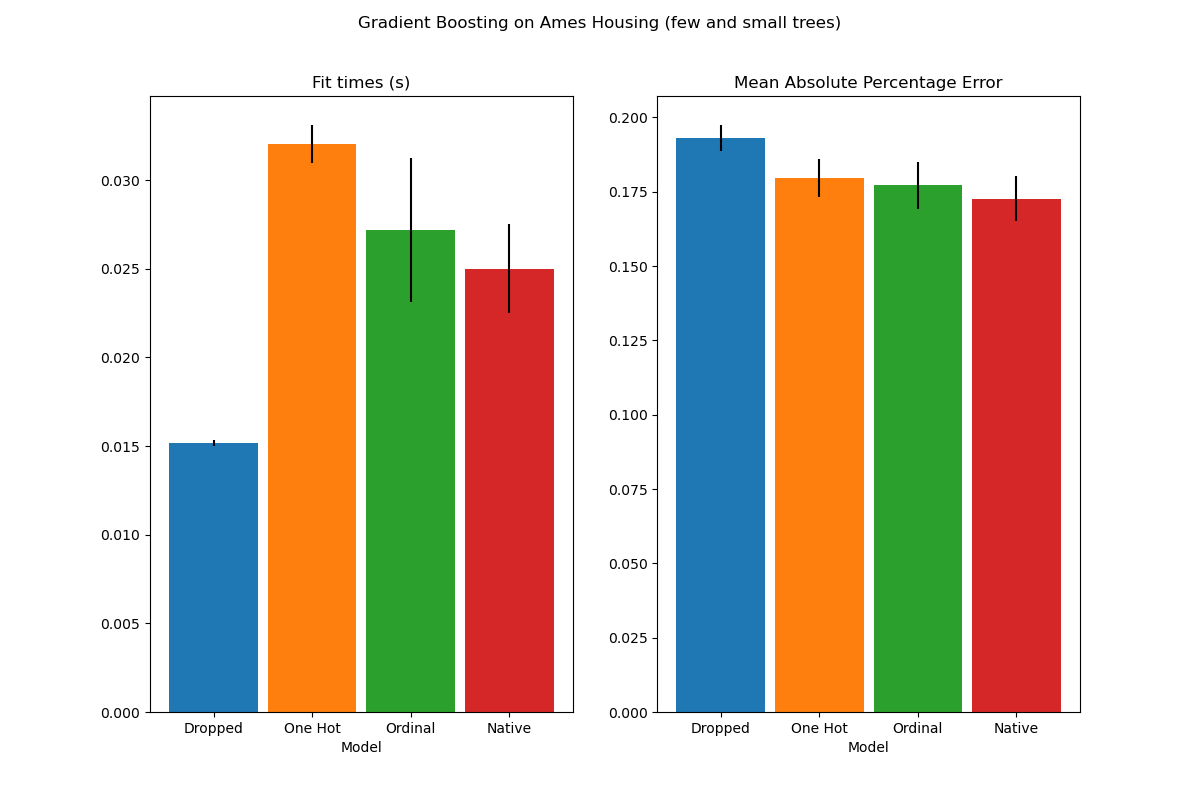 Gradient Boosting on Ames Housing (few and small trees)
Fit times (s)
0.030
0.025
0.020
0.015
0.010
0.005
0.000
Dropped One Hot Ordinal Native
Model
Mean Absolute Percentage Error
0.200
0.175
0.150
0.125
0.100
0.075
0.050
0.025
0.000
Dropped One Hot Ordinal Native
Model